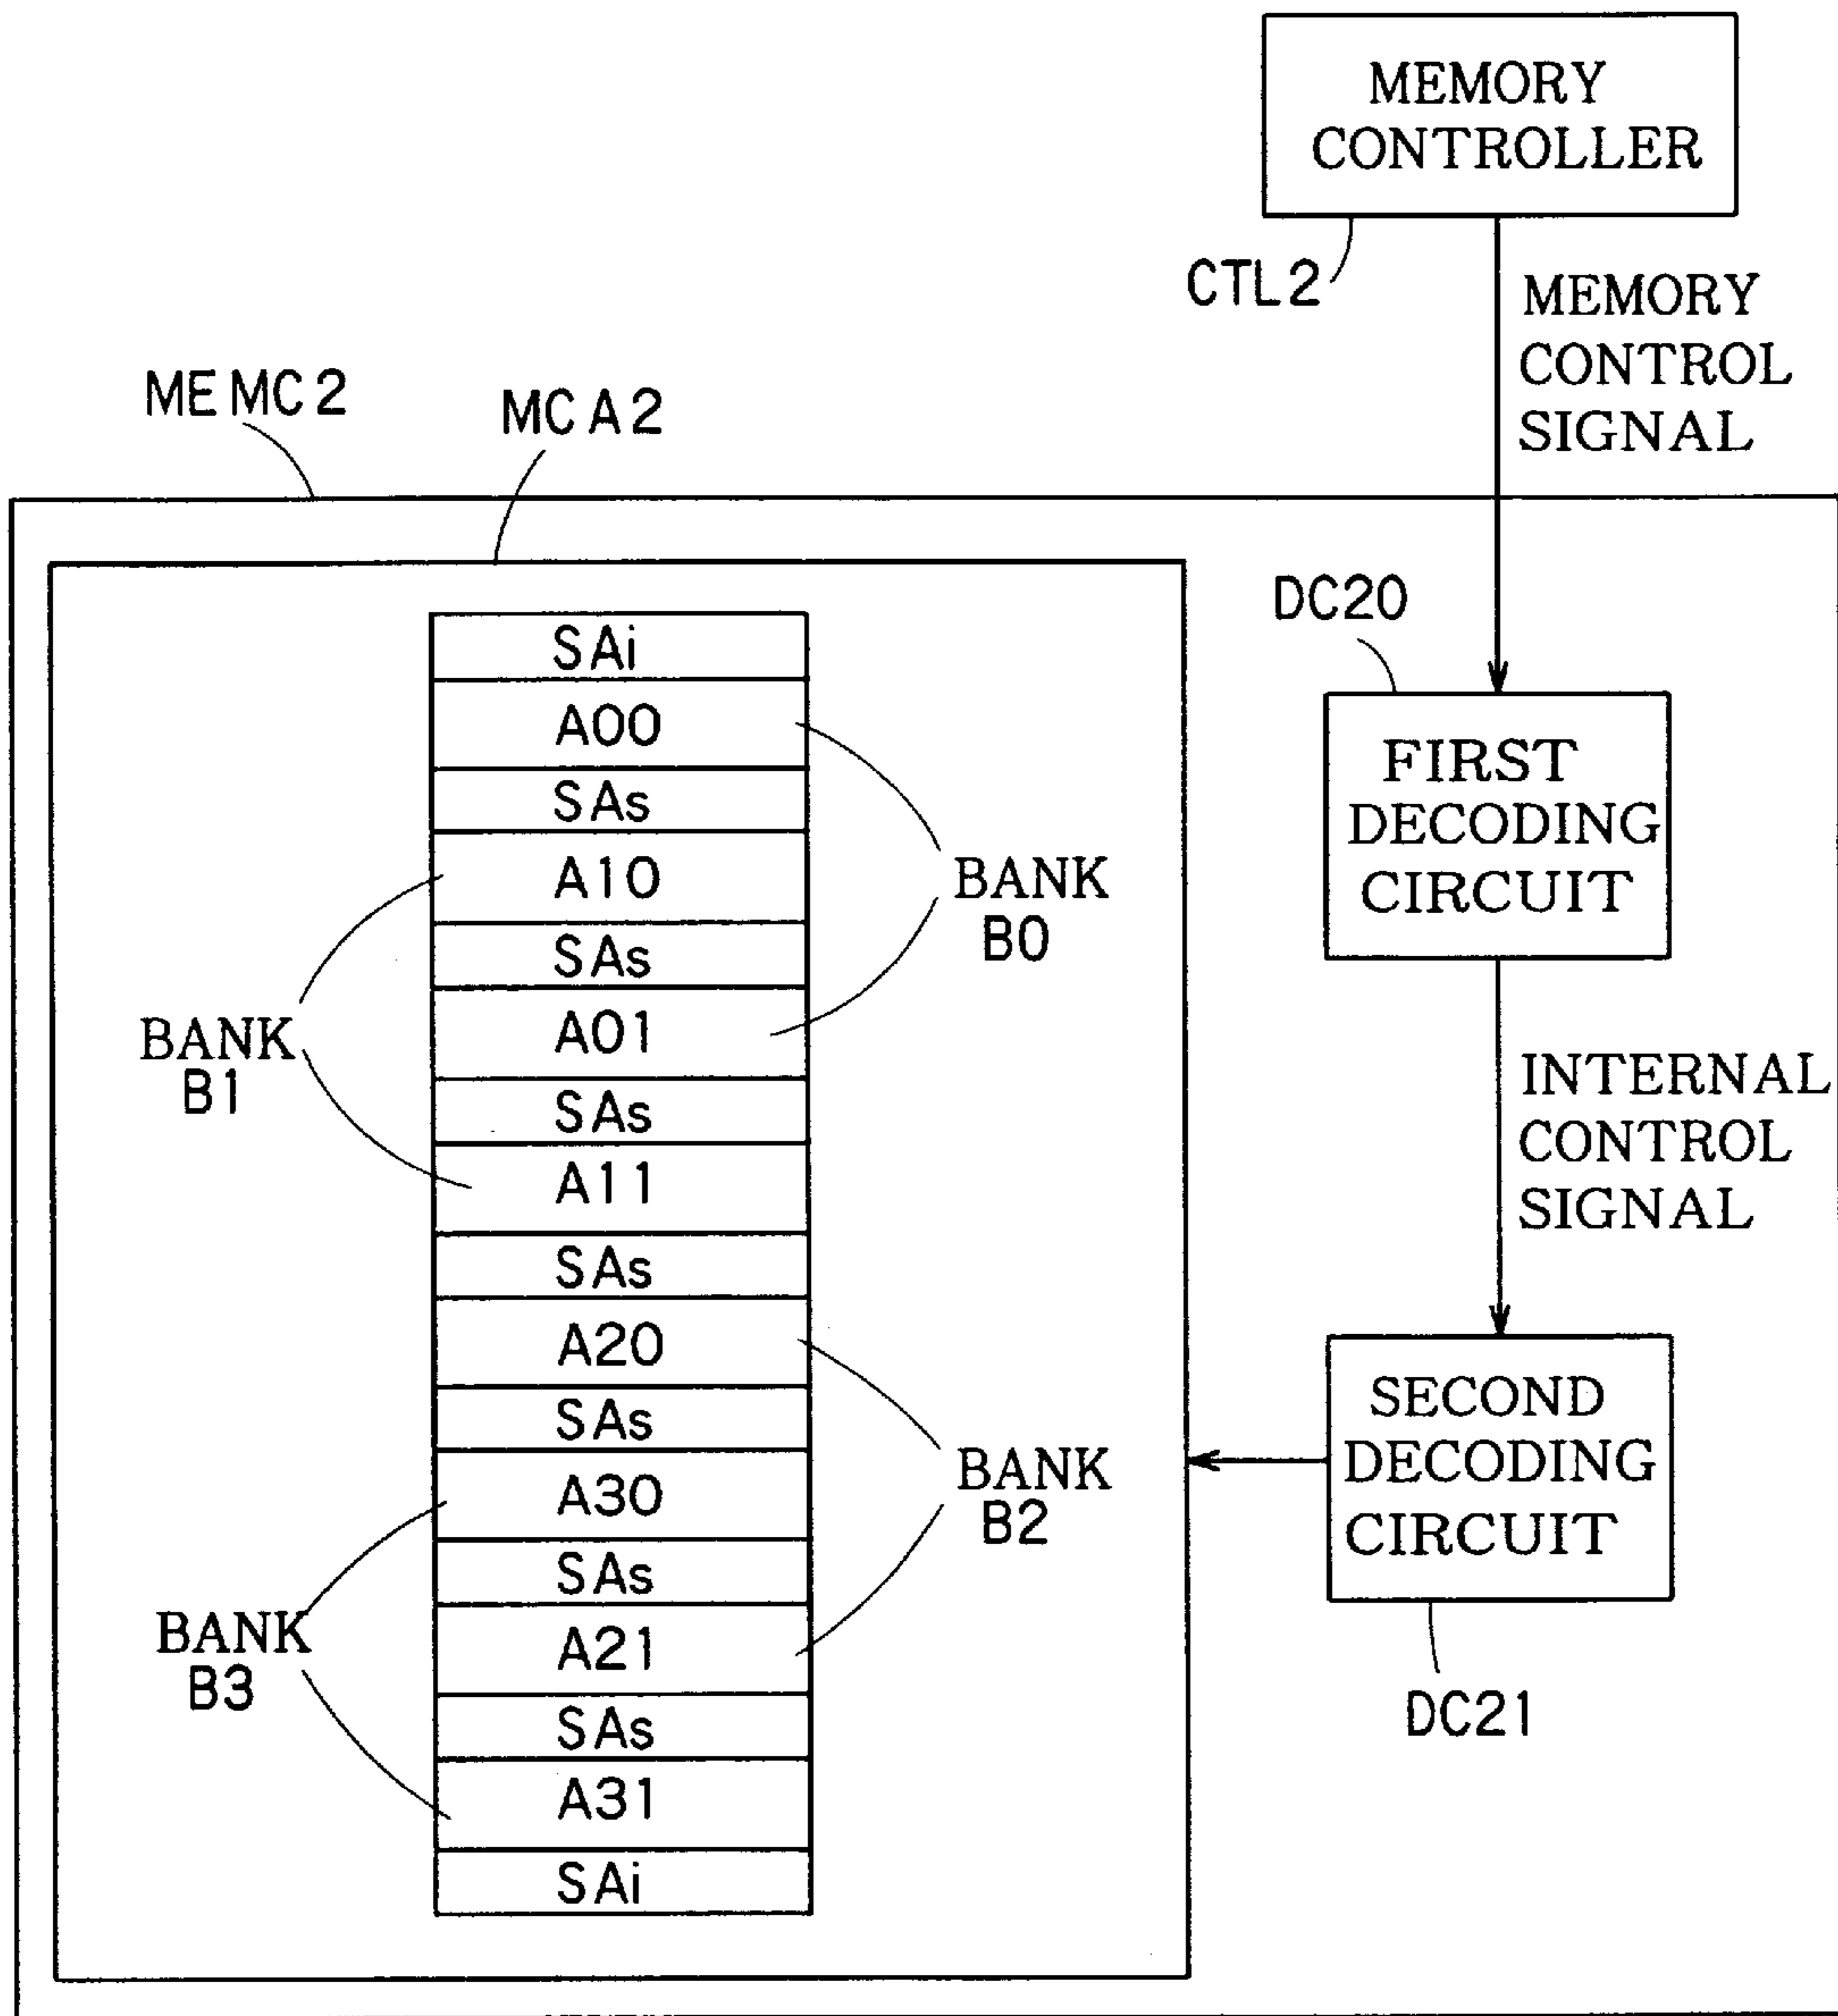 MEMORY
CONTROLLER
CTL2
MEMORY
CONTROL
SIGNAL
MEMC2
MCA2
DC20
FIRST
DECODING
CIRCUIT
INTERNAL
CONTROL
SIGNAL
SECOND
DECODING
CIRCUIT
DC21
SAi
A00
SAs
A10
SAs
A01
SAs
A11
SAs
A20
SAs
A30
SAs
A21
SAs
A31
SAi
BANK
B0
BANK
B1
BANK
B2
BANK
B3